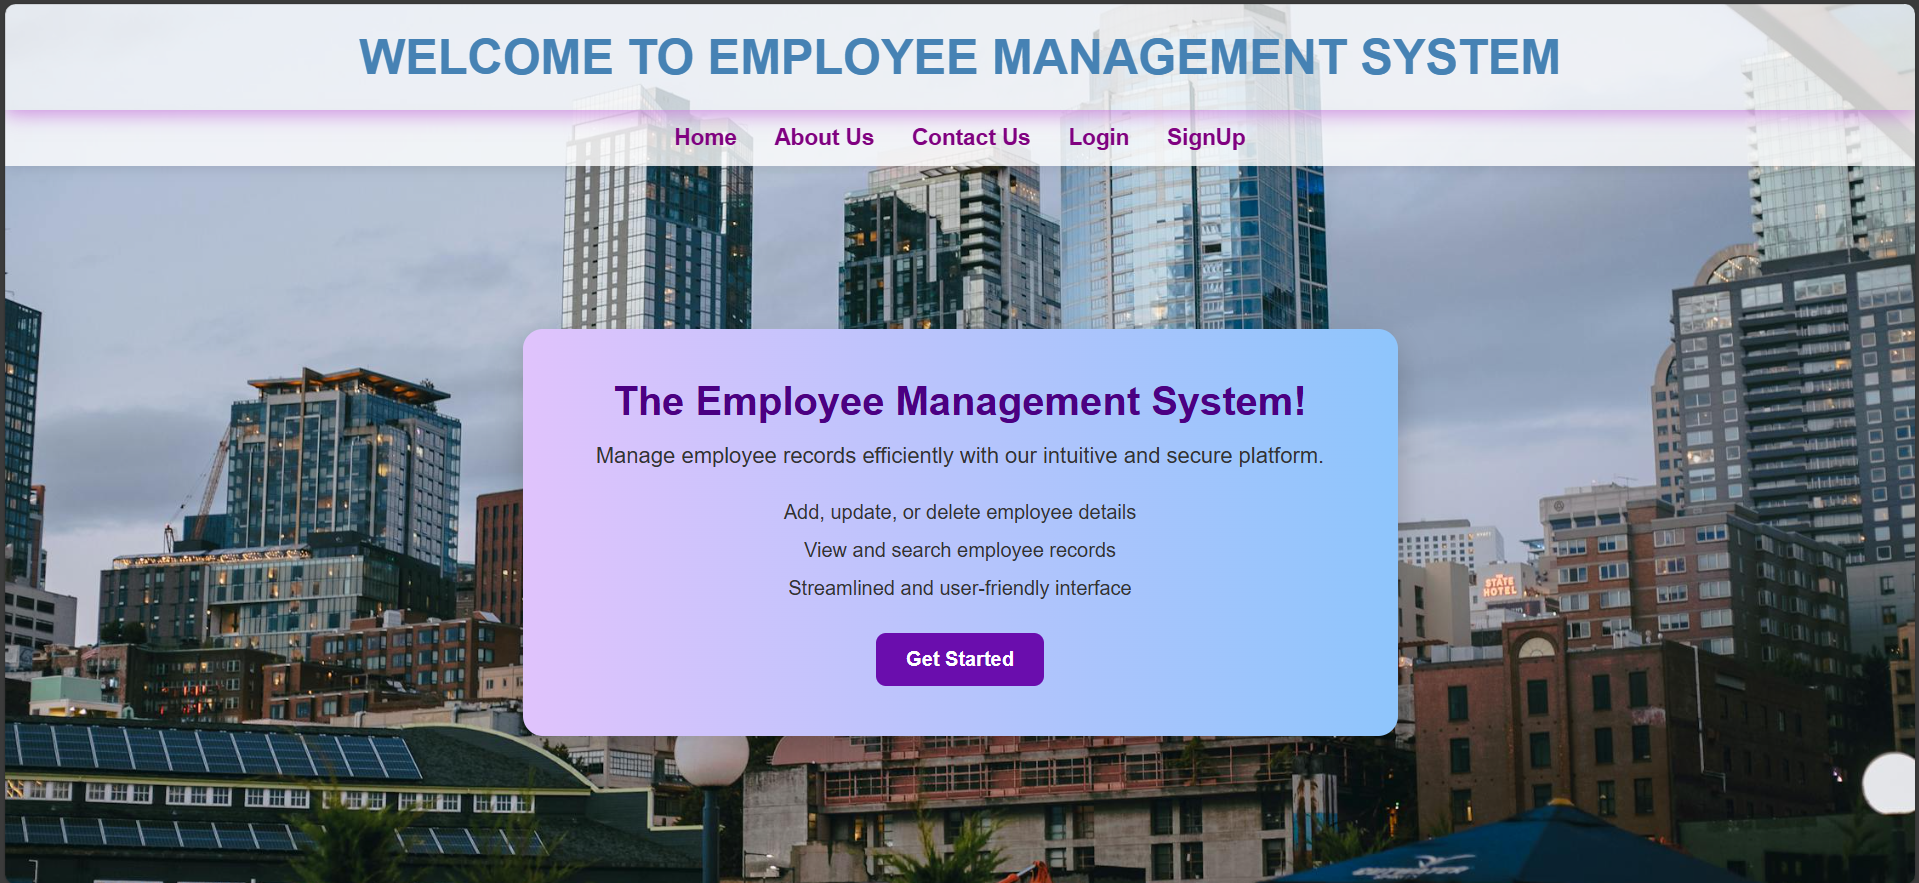 WELCOME TO EMPLOYEE MANAGEMENT SYSTEM
Home About Us Contact Us Login SignUp
The Employee Management System!
Manage employee records efficiently with our intuitive and secure platform.
Add, update, or delete employee details
View and search employee records
Streamlined and user-friendly interface
THE
STATE
HOTEL
Get Started